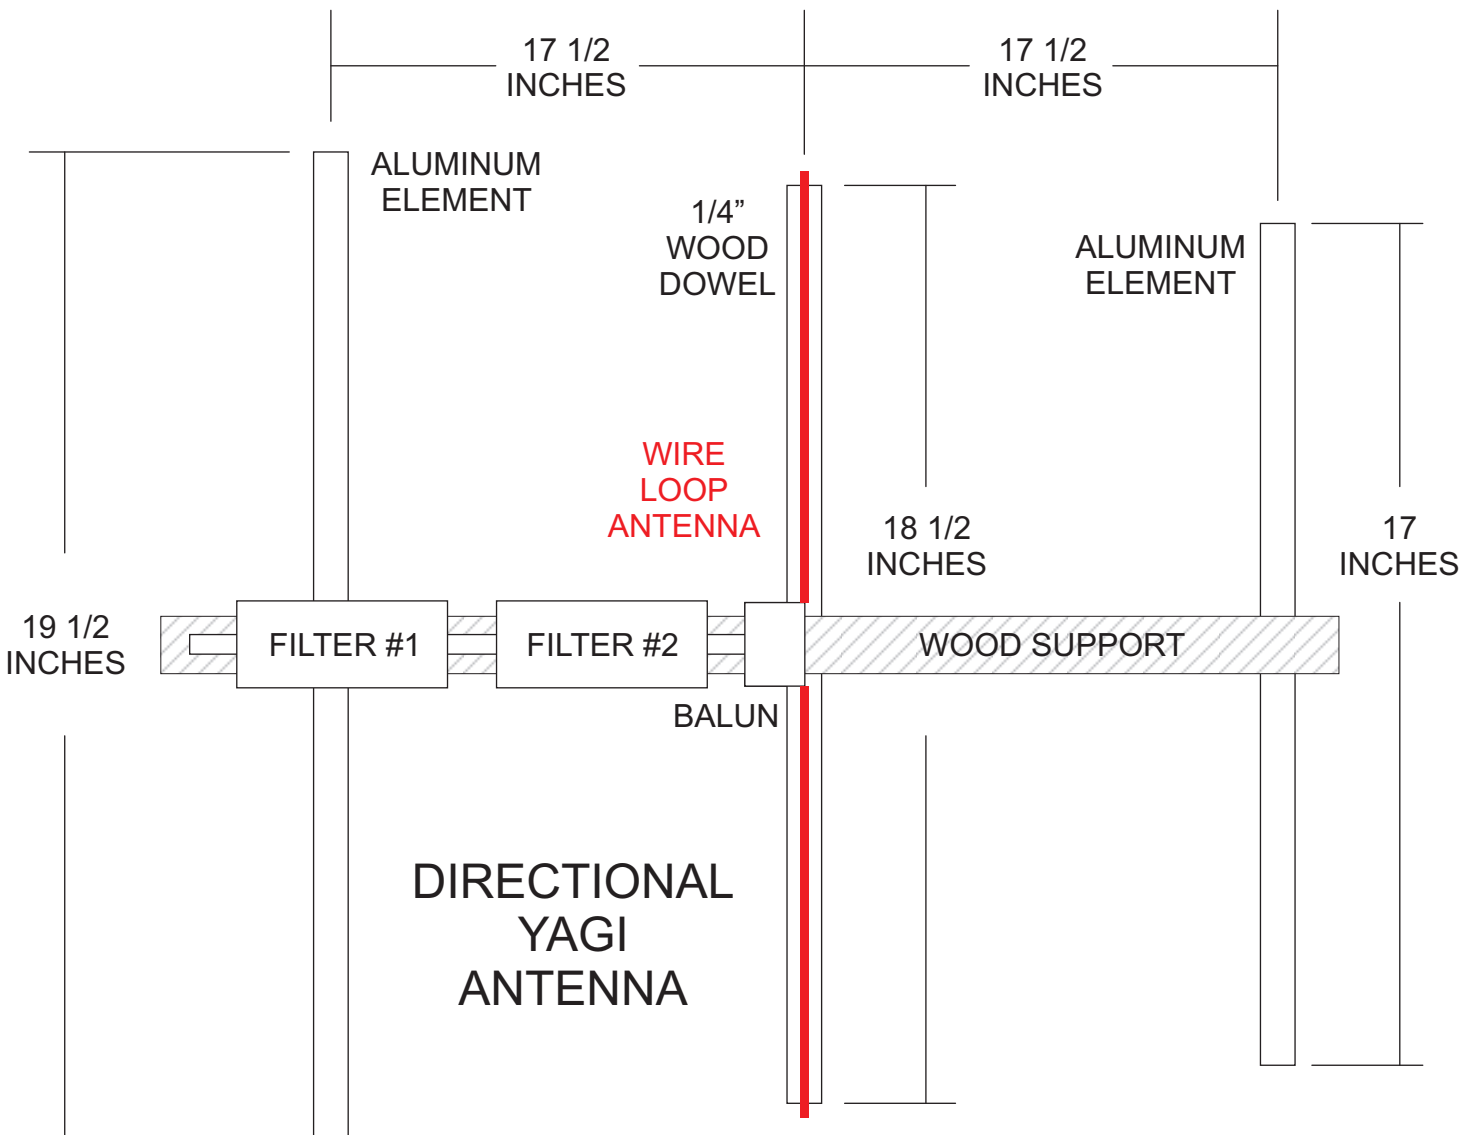 17 1/2
INCHES
17 1/2
INCHES
ALUMINUM
ELEMENT
1/4”
WOOD
DOWEL
ALUMINUM
ELEMENT
WIRE
LOOP
ANTENNA
18 1/2
INCHES
17
INCHES
19 1/2
INCHES
FILTER #1
FILTER #2
WOOD SUPPORT
BALUN
DIRECTIONAL
YAGI
ANTENNA